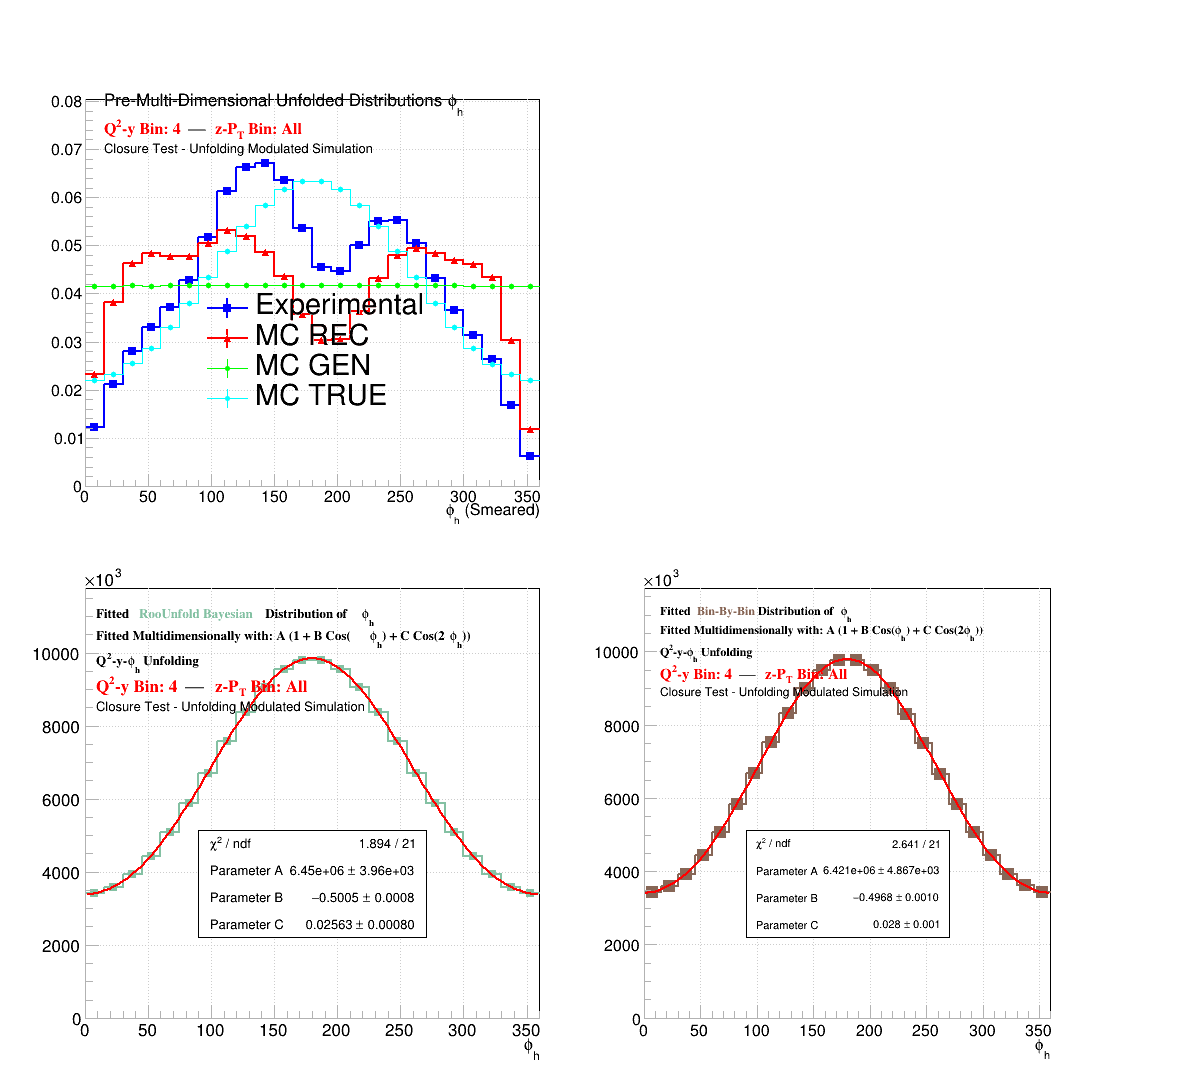 Pre-Multi-Dimensional Unfolded Distributions ϕh
Q2-y Bin: 4 — z-PT Bin: All
Closure Test - Unfolding Modulated Simulation
0.08
0.07
0.06
0.05
0.04
0.03
0.02
0.01
0
Experimental
MC REC
MC GEN
MC TRUE
0 50 100 150 200 250 300 350
ϕh (Smeared)
×10^3
Fitted RooUnfold Bayesian Distribution of ϕh
Fitted Multidimensionally with: A (1 + B Cos( ϕh) + C Cos(2 ϕh))
Q2-y-ϕh Unfolding
Q2-y Bin: 4 — z-PT Bin: All
Closure Test - Unfolding Modulated Simulation
10000
8000
6000
4000
2000
0
χ2 / ndf 1.894 / 21
Parameter A 6.45e+06 ± 3.96e+03
Parameter B −0.5005 ± 0.0008
Parameter C 0.02563 ± 0.00080
0 50 100 150 200 250 300 350
ϕh
×10^3
Fitted Bin-By-Bin Distribution of ϕh
Fitted Multidimensionally with: A (1 + B Cos(ϕh) + C Cos(2ϕh))
Q2-y-ϕh Unfolding
Q2-y Bin: 4 — z-PT Bin: All
Closure Test - Unfolding Modulated Simulation
10000
8000
6000
4000
2000
0
χ2 / ndf 2.641 / 21
Parameter A 6.421e+06 ± 4.867e+03
Parameter B −0.4968 ± 0.0010
Parameter C 0.028 ± 0.001
0 50 100 150 200 250 300 350
ϕh